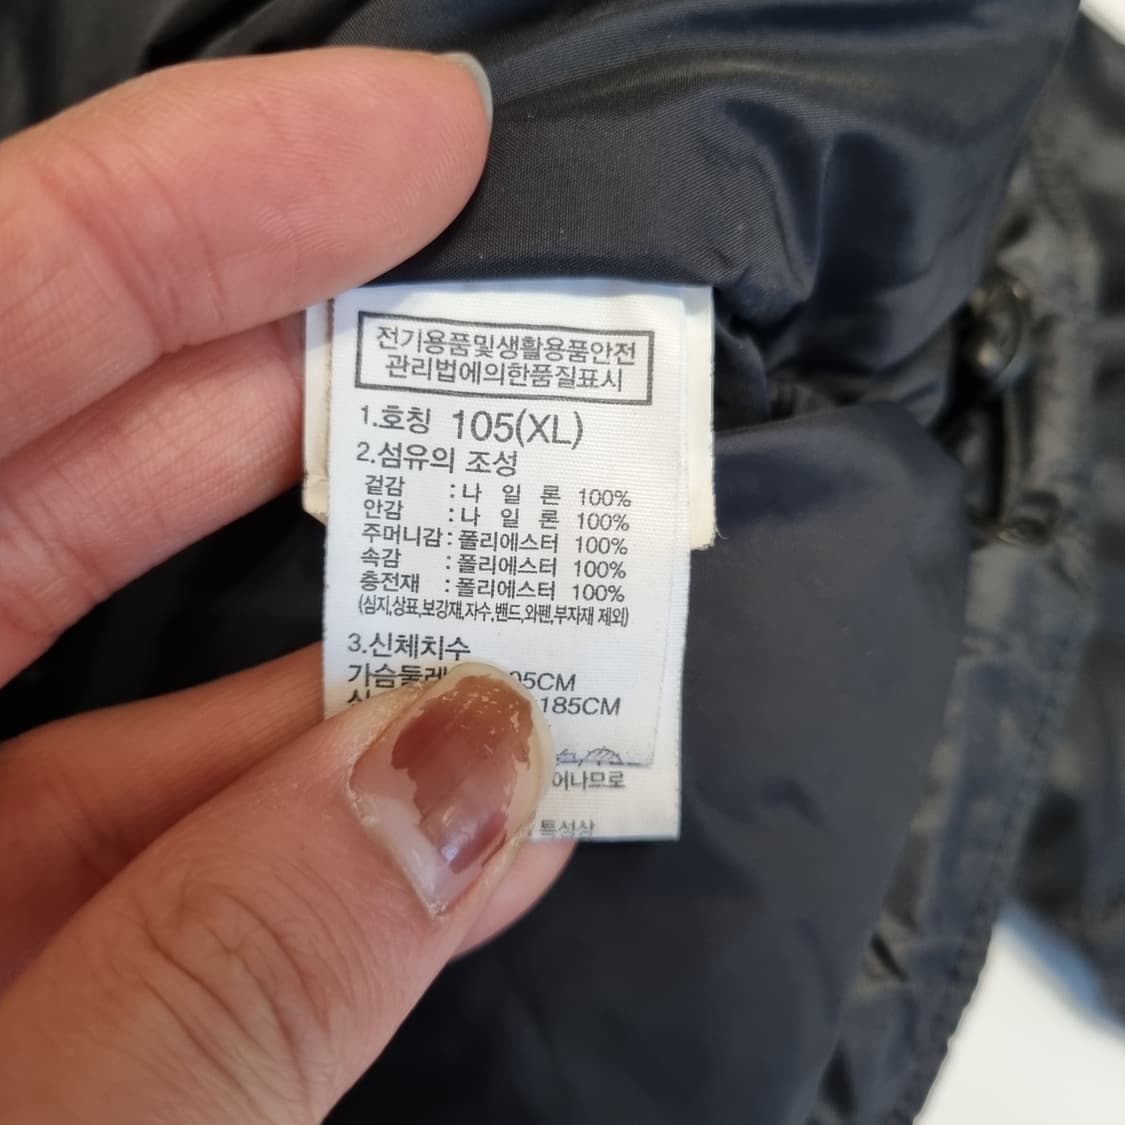 전기용품및생활용품안전
관리법에의한품질표시
1.호칭 105(XL)
2.섬유의 조성
겉감 : 나 일 론 100%
안감 : 나 일 론 100%
주머니감 : 폴리에스터 100%
속감 : 폴리에스터 100%
충전재 : 폴리에스터 100%
(심지,상표,보강재,자수,밴드,와펜,부자재 제외)
3.신체치수
가슴둘레 05CM
185CM
어나므로
특성상